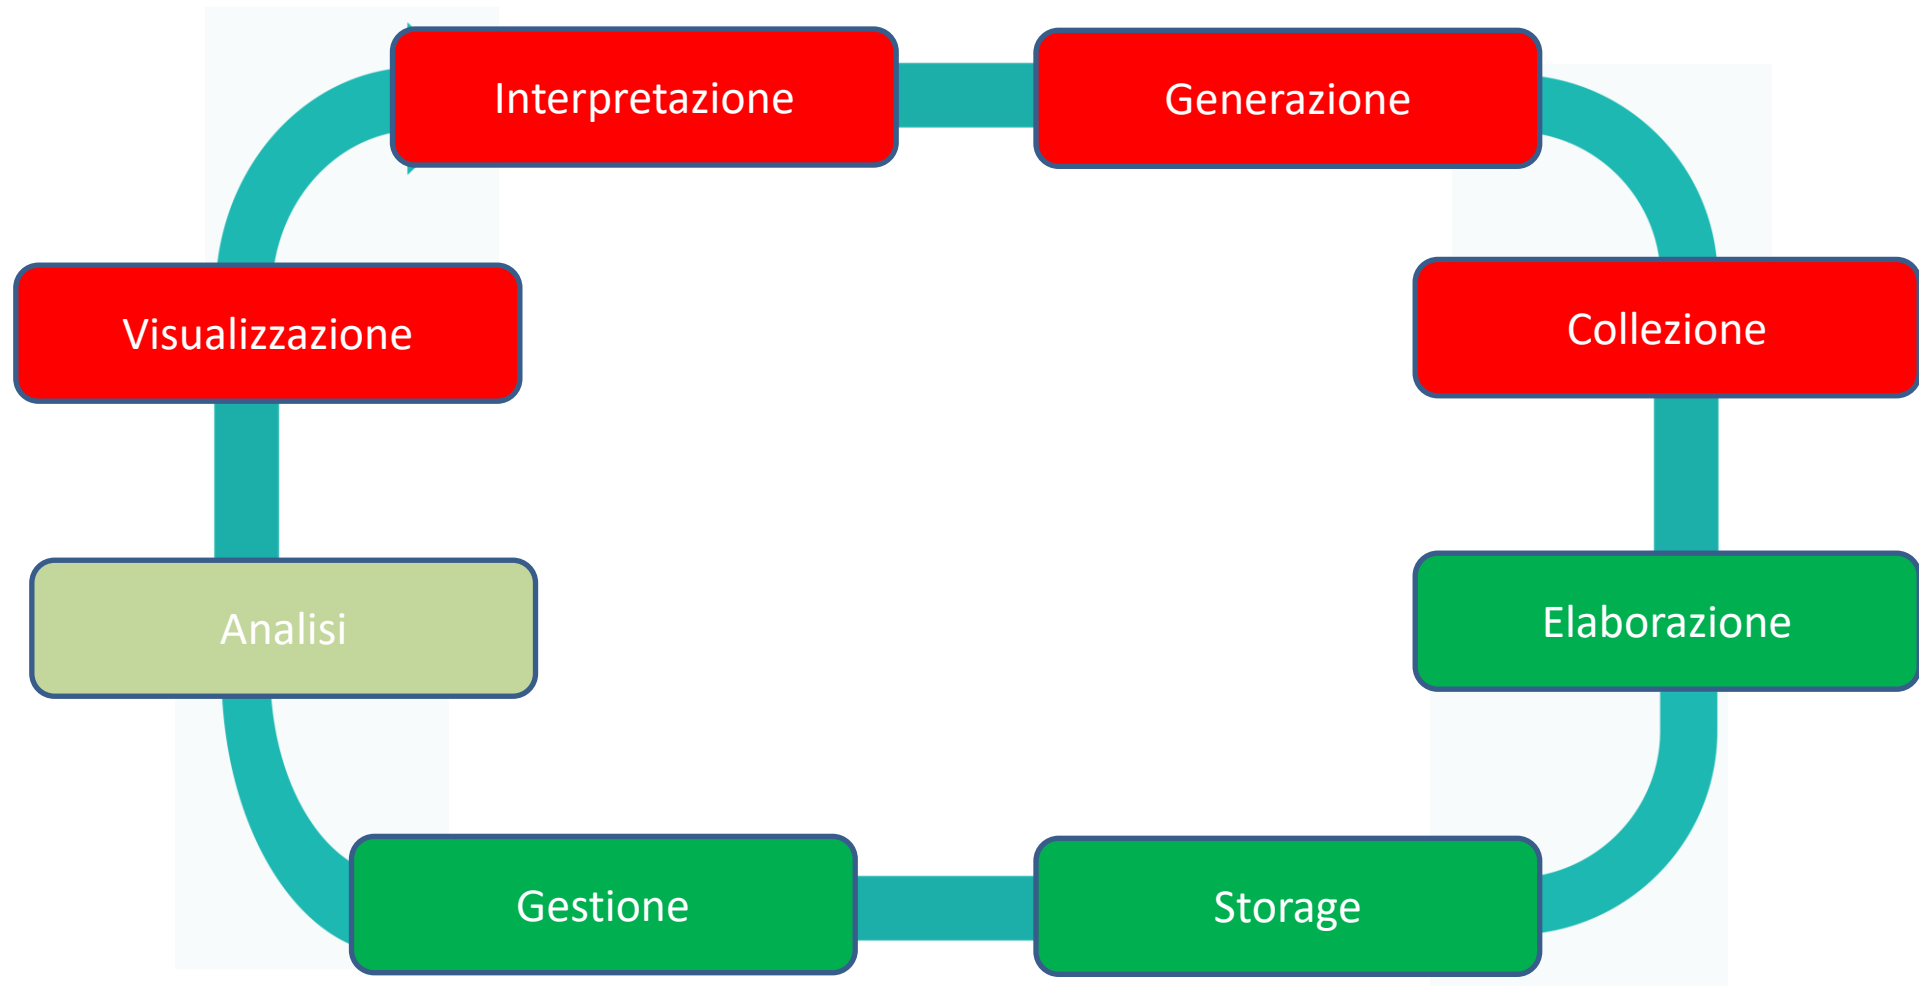 Interpretazione
Generazione
Visualizzazione
Collezione
Analisi
Elaborazione
Gestione
Storage